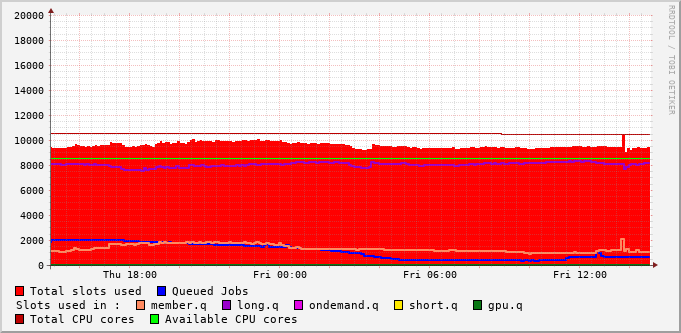 20000
18000
16000
14000
12000
10000
8000
6000
4000
2000
0
Thu 18:00 Fri 00:00 Fri 06:00 Fri 12:00
Total slots used Queued Jobs
Slots used in : member.q long.q ondemand.q short.q gpu.q
Total CPU cores Available CPU cores
RRDTOOL / TOBI OETIKER